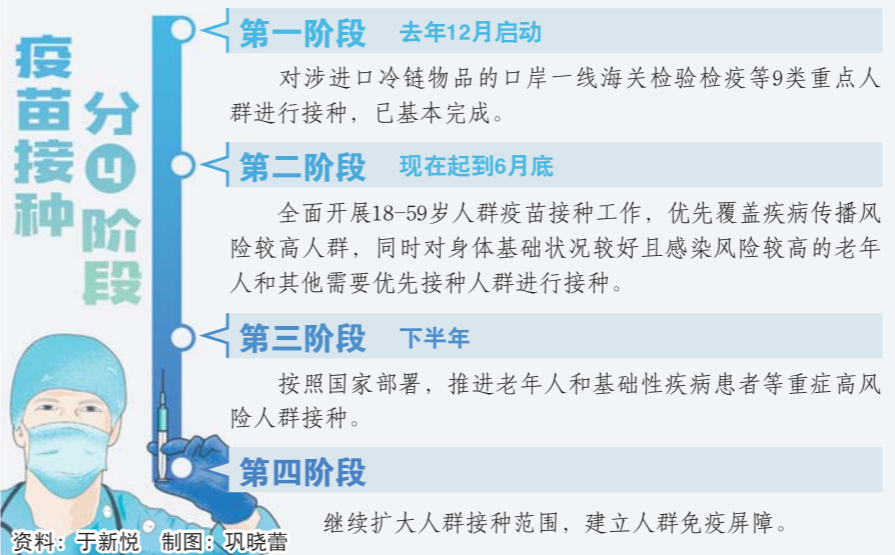 疫苗接种
分4阶段
第一阶段 去年12月启动
对涉进口冷链物品的口岸一线海关检验检疫等9类重点人
群进行接种，已基本完成。
第二阶段 现在起到6月底
全面开展18-59岁人群疫苗接种工作，优先覆盖疾病传播风
险较高人群，同时对身体基础状况较好且感染风险较高的老年
人和其他需要优先接种人群进行接种。
第三阶段 下半年
按照国家部署，推进老年人和基础性疾病患者等重症高风
险人群接种。
第四阶段
继续扩大人群接种范围，建立人群免疫屏障。
资料：于新悦 制图：巩晓蕾